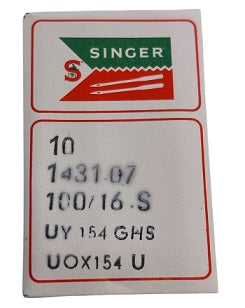 SINGER
S
10
1431-07
100/16-S
UY 154 GHS
UOX154 U